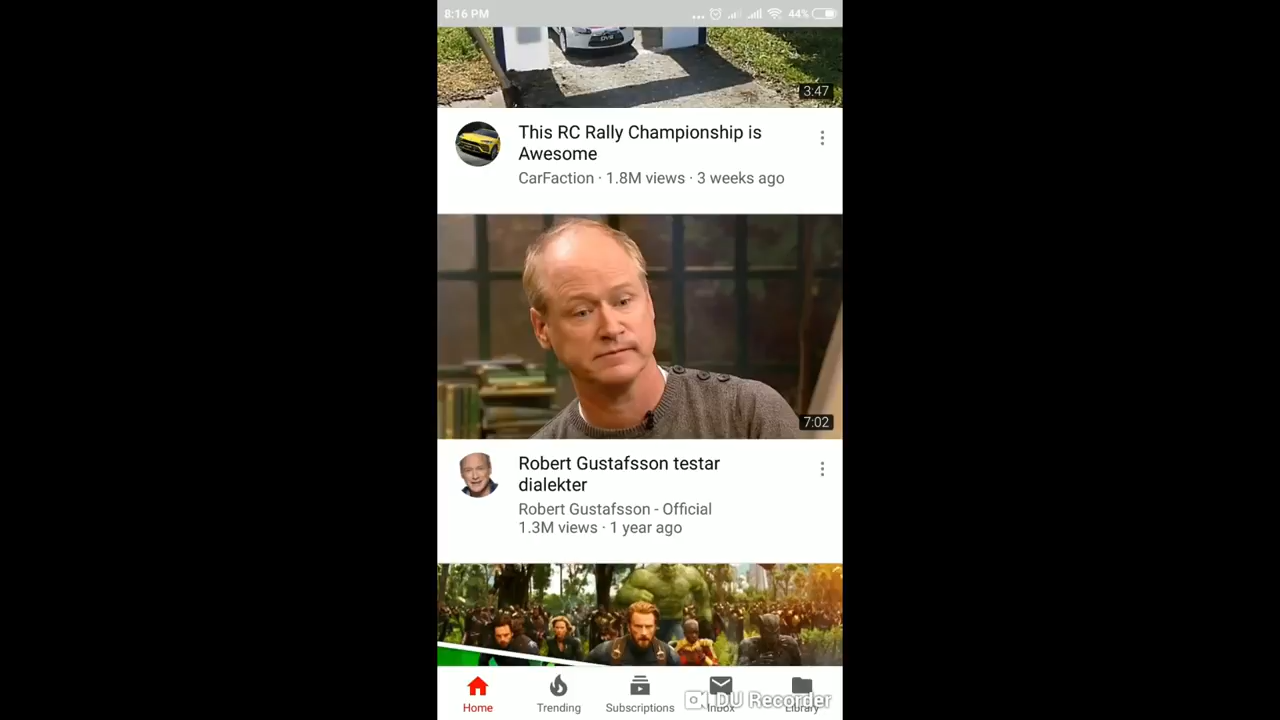 8:16 PM
44%
3:47
This RC Rally Championship is
Awesome
CarFaction · 1.8M views · 3 weeks ago
7:02
Robert Gustafsson testar
dialekter
Robert Gustafsson - Official
1.3M views · 1 year ago
DU Recorder
Home
Trending
Subscriptions
Inbox
Library